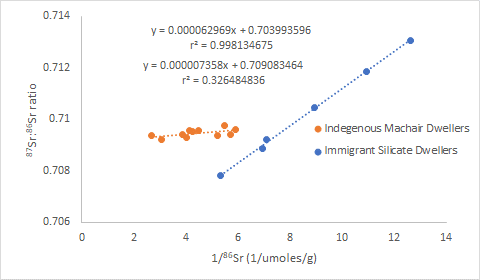 0.714
y = 0.000062969x + 0.703993596
r² = 0.998134675
0.712
y = 0.000007358x + 0.709083464
r² = 0.326484836
⁸⁷Sr:⁸⁶Sr ratio
0.71
Indegenous Machair Dwellers
Immigrant Silicate Dwellers
0.708
0.706
0 2 4 6 8 10 12 14
1/⁸⁶Sr (1/umoles/g)